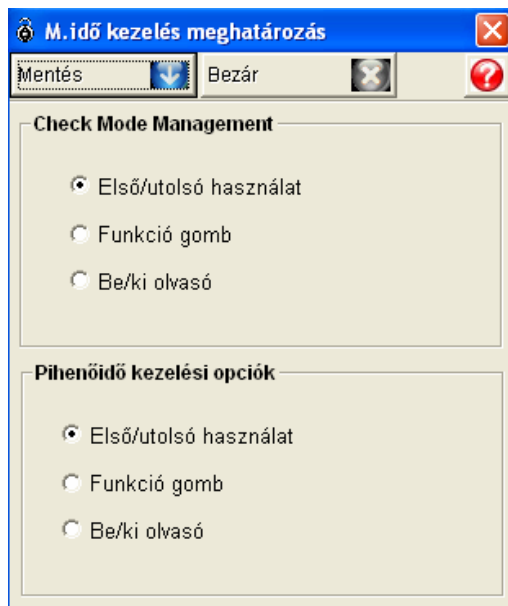 M.idő kezelés meghatározás
Mentés Bezár ?
Check Mode Management
Első/utolsó használat
Funkció gomb
Be/ki olvasó
Pihenőidő kezelési opciók
Első/utolsó használat
Funkció gomb
Be/ki olvasó